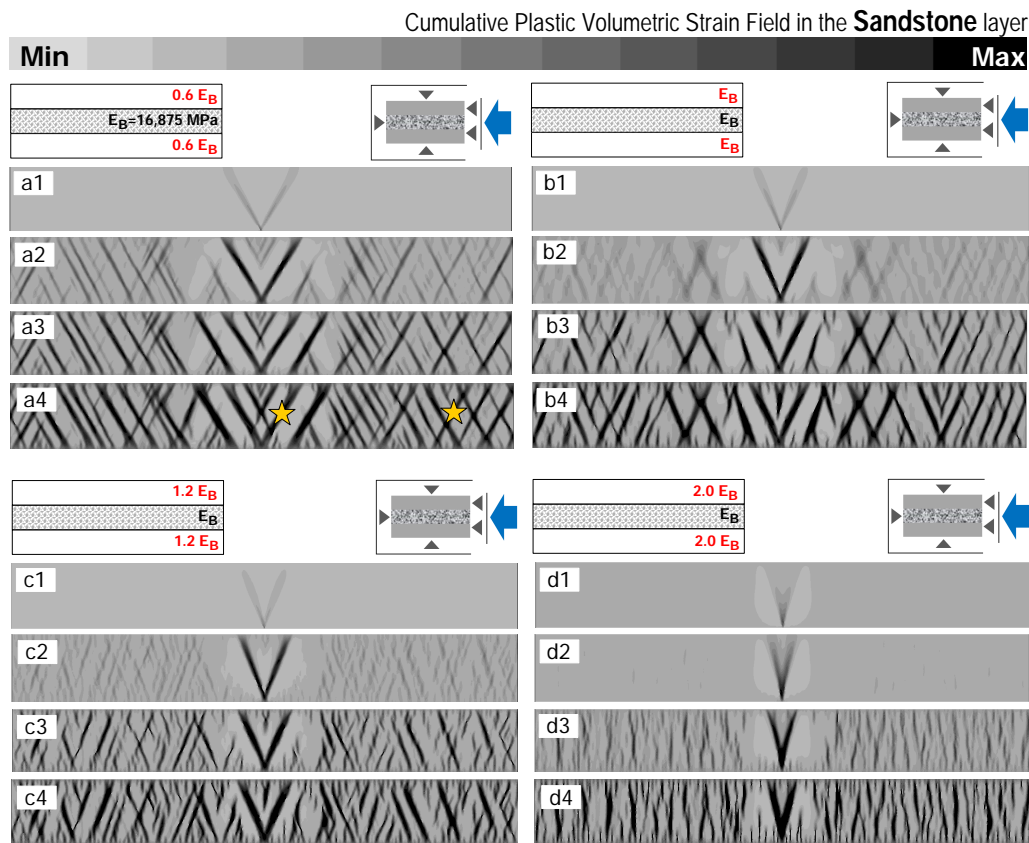 Cumulative Plastic Volumetric Strain Field in the Sandstone layer
Min Max
0.6 EB
EB=16,875 MPa
0.6 EB
EB
EB
EB
a1
a2
a3
a4
b1
b2
b3
b4
1.2 EB
EB
1.2 EB
2.0 EB
EB
2.0 EB
c1
c2
c3
c4
d1
d2
d3
d4